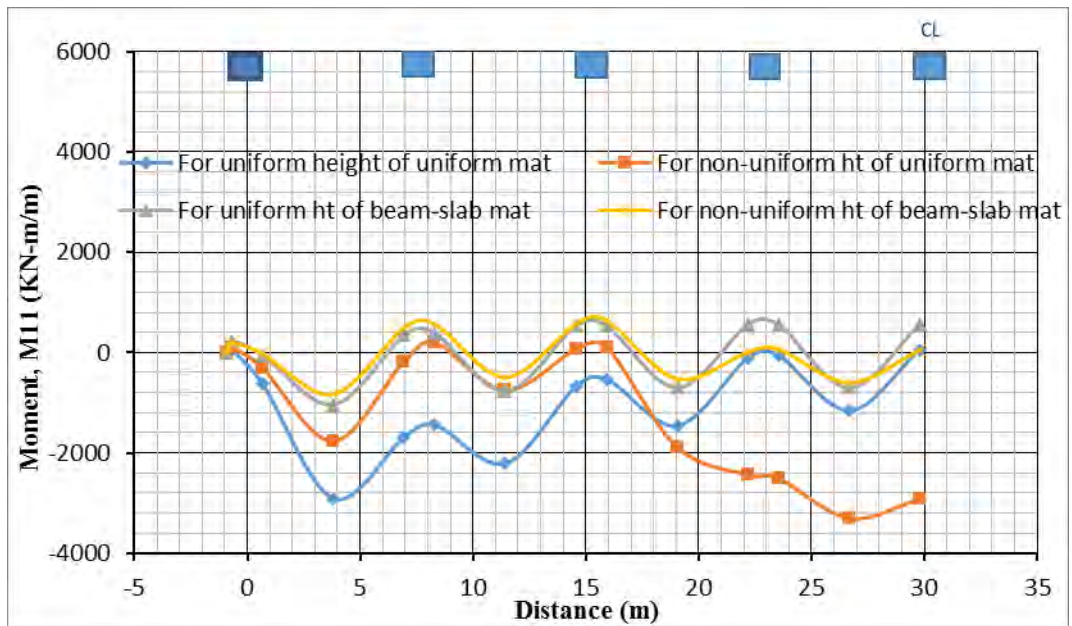 CL
6000
4000
2000
0
-2000
-4000
For uniform height of uniform mat
For non-uniform ht of uniform mat
For uniform ht of beam-slab mat
For non-uniform ht of beam-slab mat
Moment, M11 (KN-m/m)
-5 0 5 10 15 20 25 30 35
Distance (m)